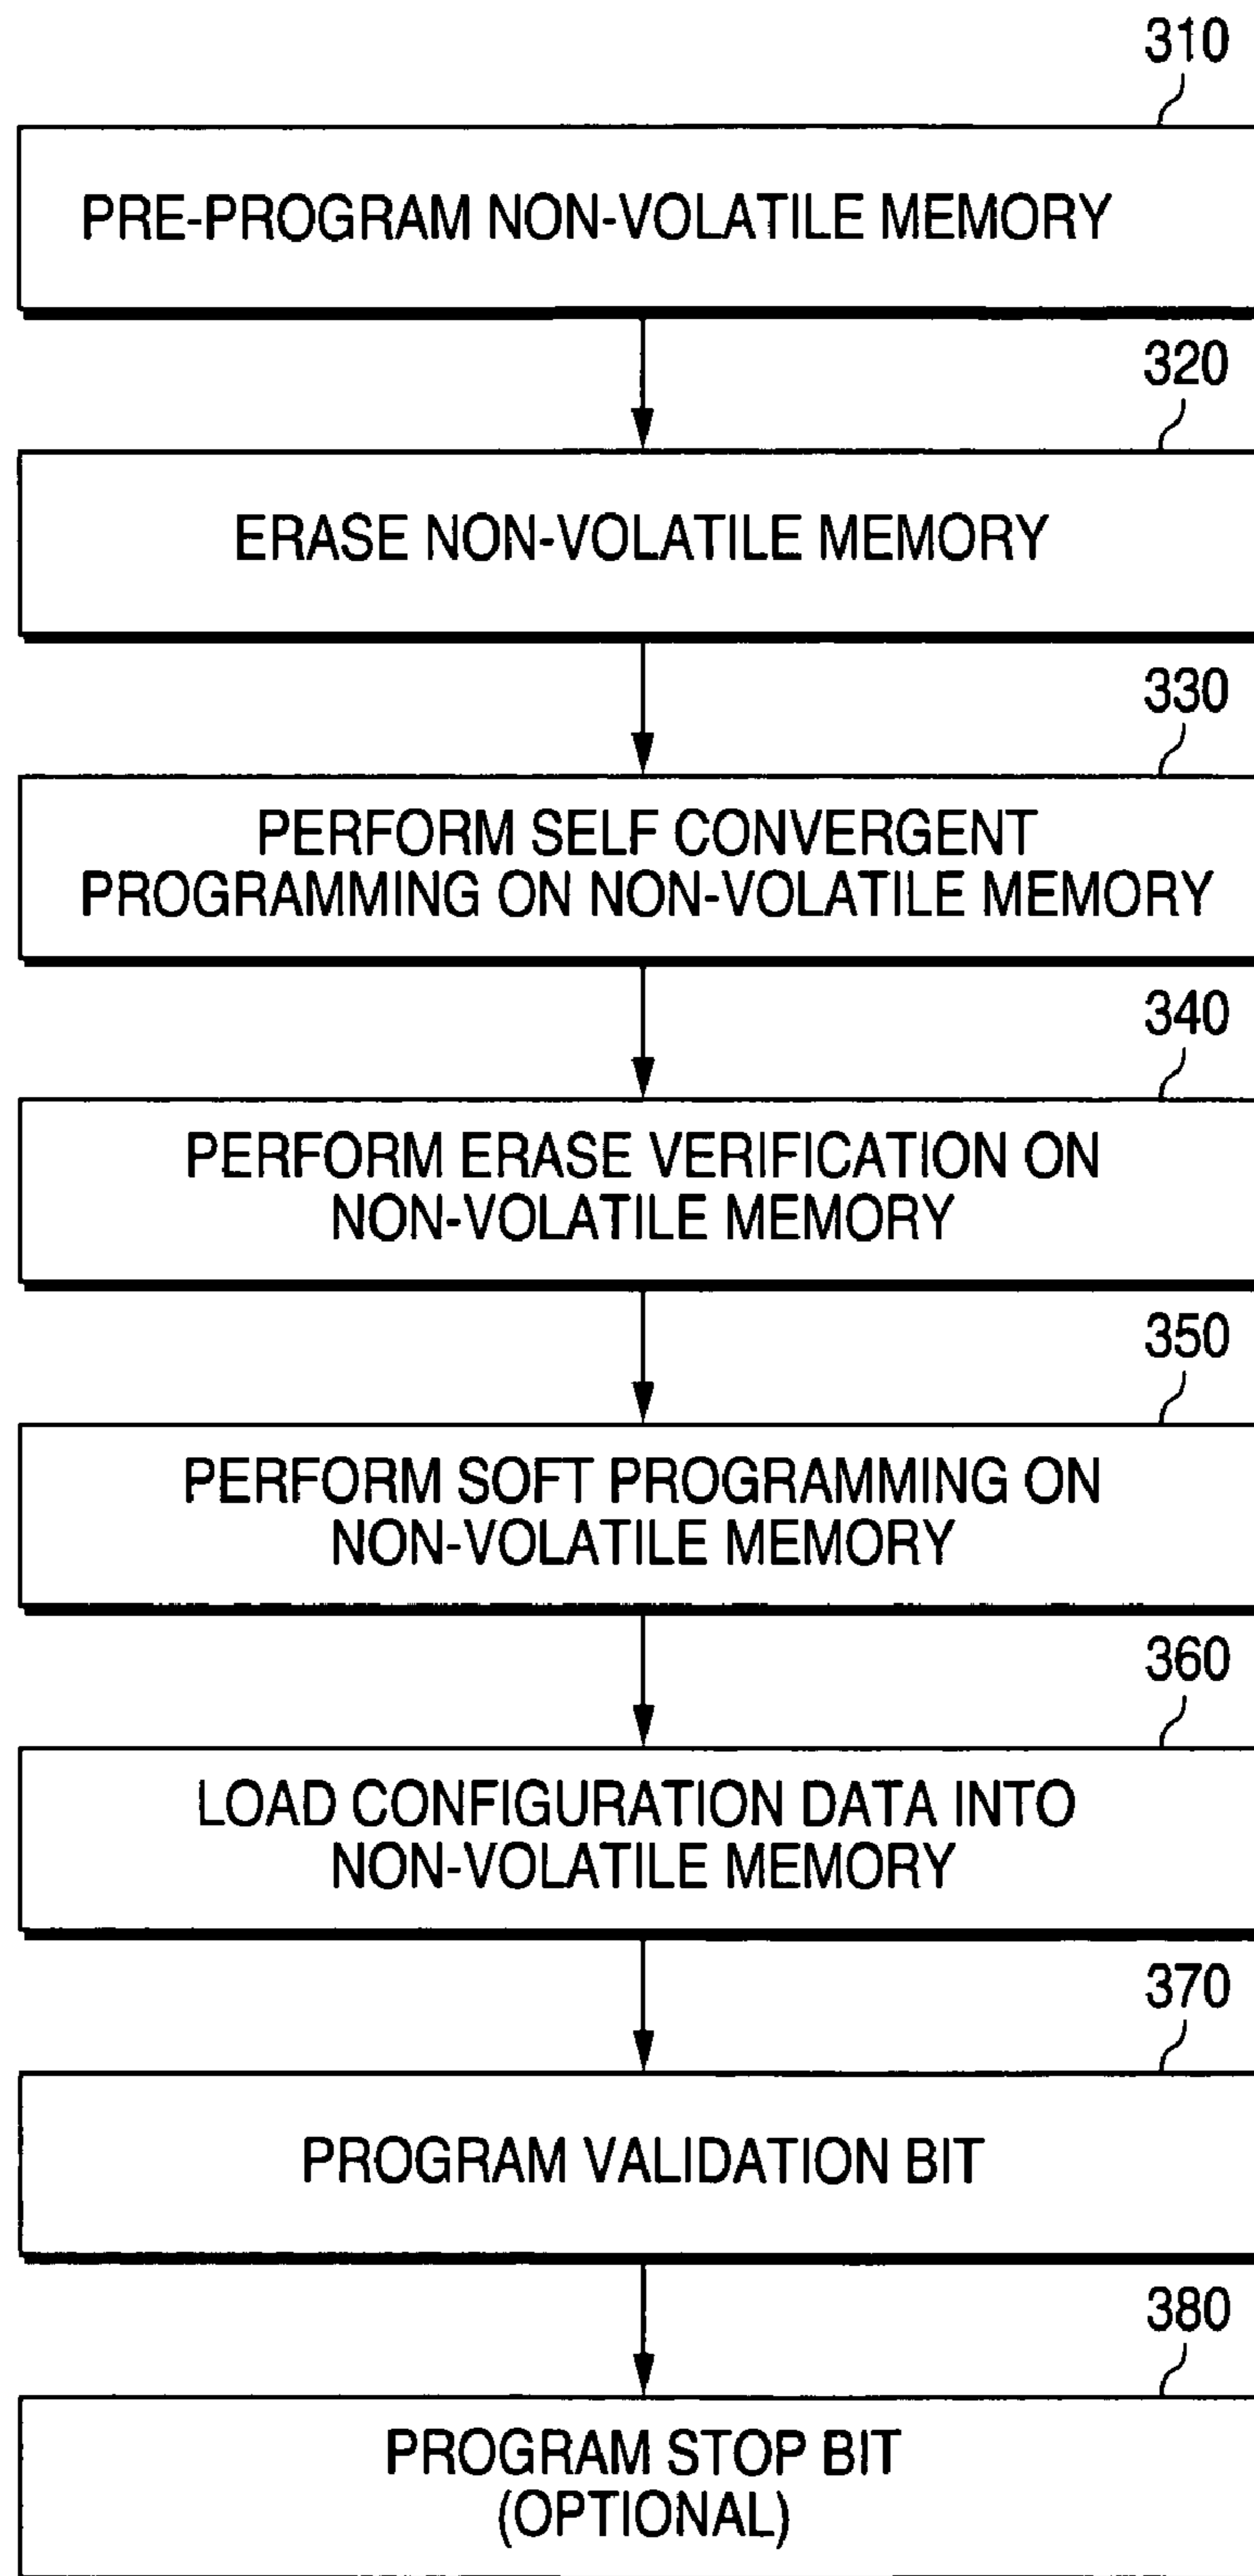 310
PRE-PROGRAM NON-VOLATILE MEMORY
320
ERASE NON-VOLATILE MEMORY
330
PERFORM SELF CONVERGENT
PROGRAMMING ON NON-VOLATILE MEMORY
340
PERFORM ERASE VERIFICATION ON
NON-VOLATILE MEMORY
350
PERFORM SOFT PROGRAMMING ON
NON-VOLATILE MEMORY
360
LOAD CONFIGURATION DATA INTO
NON-VOLATILE MEMORY
370
PROGRAM VALIDATION BIT
380
PROGRAM STOP BIT
(OPTIONAL)